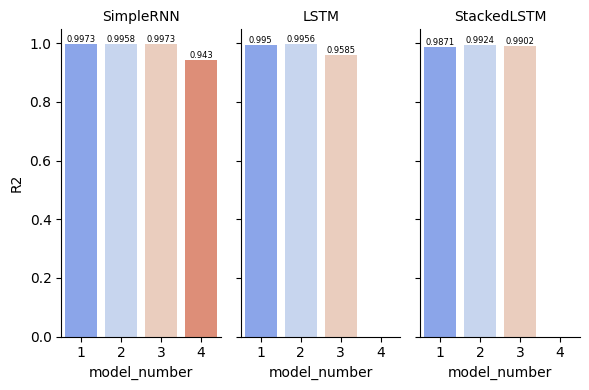 SimpleRNN LSTM StackedLSTM
1.0 0.9973 0.9958 0.9973 0.943 0.995 0.9956 0.9585 0.9871 0.9924 0.9902
0.8
0.6
R2
0.4
0.2
0.0
1 2 3 4 1 2 3 4 1 2 3 4
model_number model_number model_number